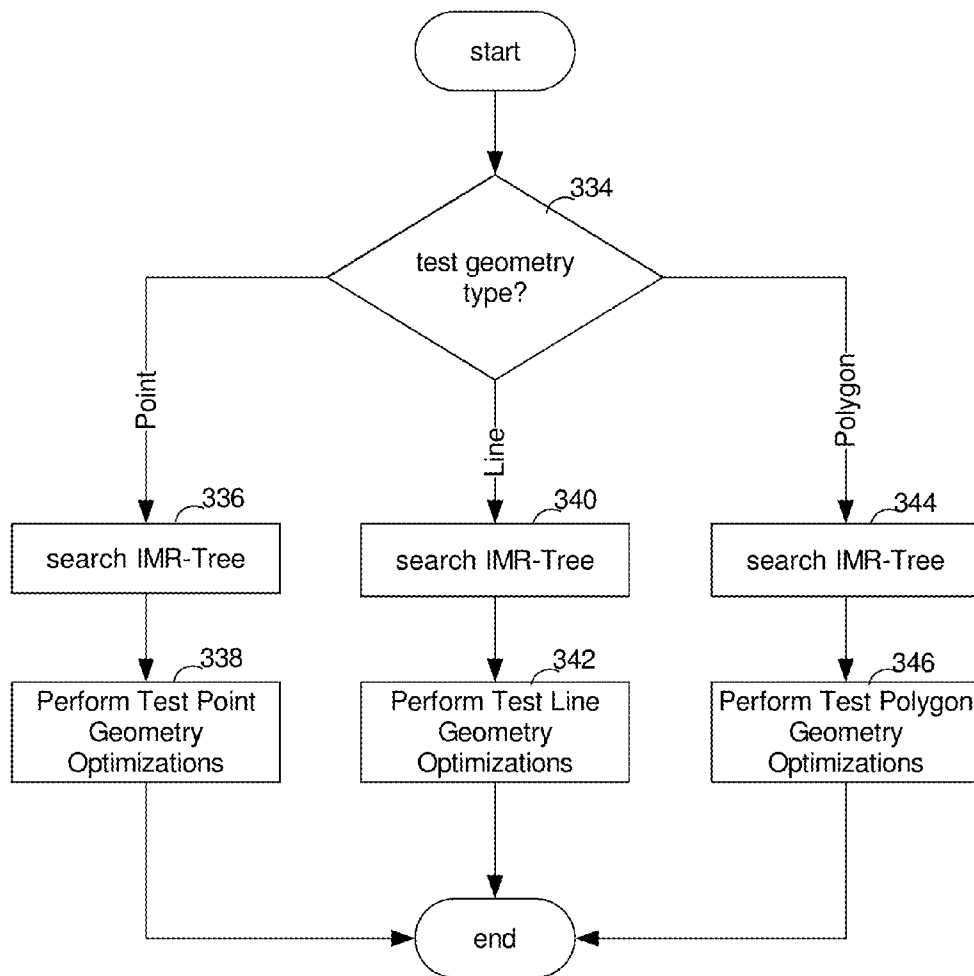 start
334
test geometry
type?
Point
Line
Polygon
336
search IMR-Tree
340
search IMR-Tree
344
search IMR-Tree
338
Perform Test Point
Geometry
Optimizations
342
Perform Test Line
Geometry
Optimizations
346
Perform Test Polygon
Geometry
Optimizations
end